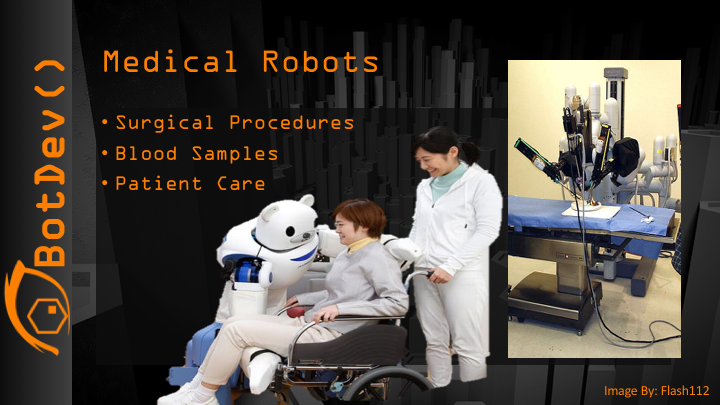 BotDev()
Medical Robots
• Surgical Procedures
• Blood Samples
• Patient Care
Image By: Flash112